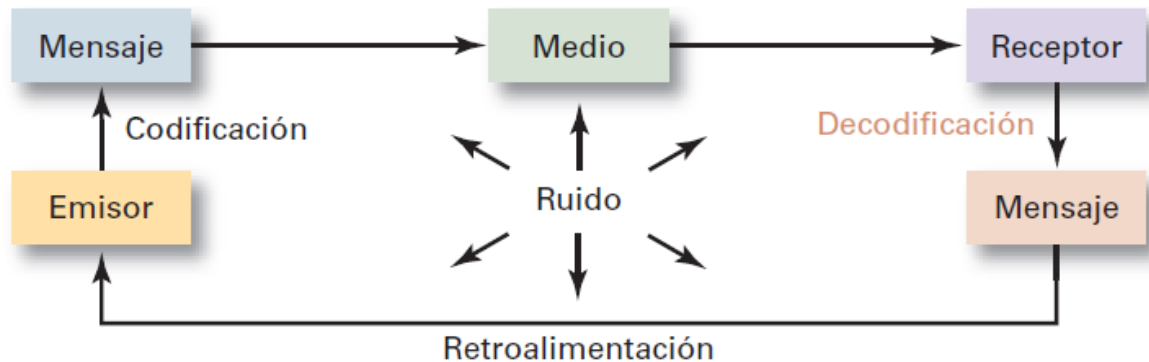 Mensaje
Medio
Receptor
Codificación
Decodificación
Emisor
Ruido
Mensaje
Retroalimentación